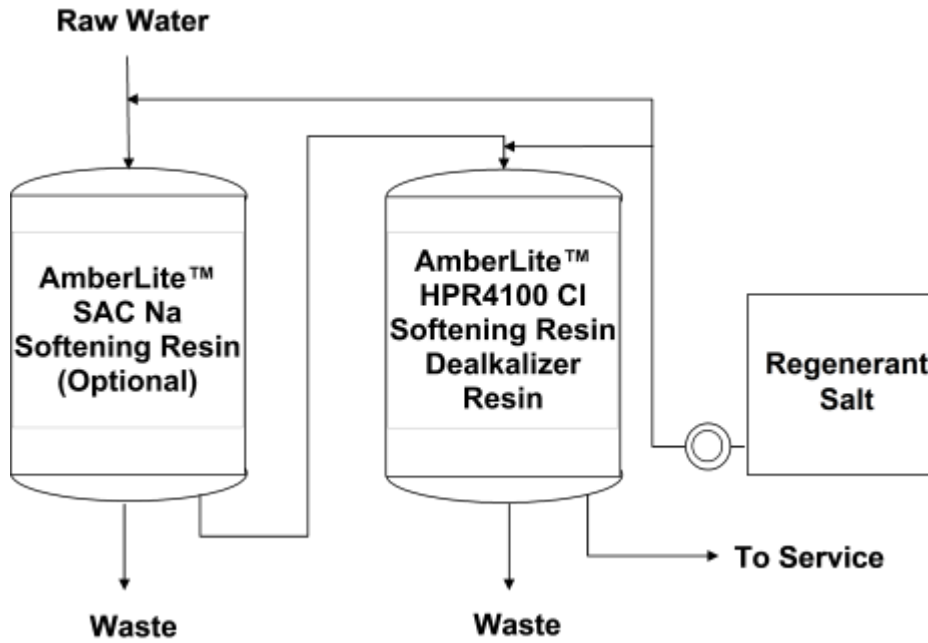 Raw Water
AmberLite™
SAC Na
Softening Resin
(Optional)
AmberLite™
HPR4100 Cl
Softening Resin
Dealkalizer
Resin
Regenerant
Salt
To Service
Waste
Waste